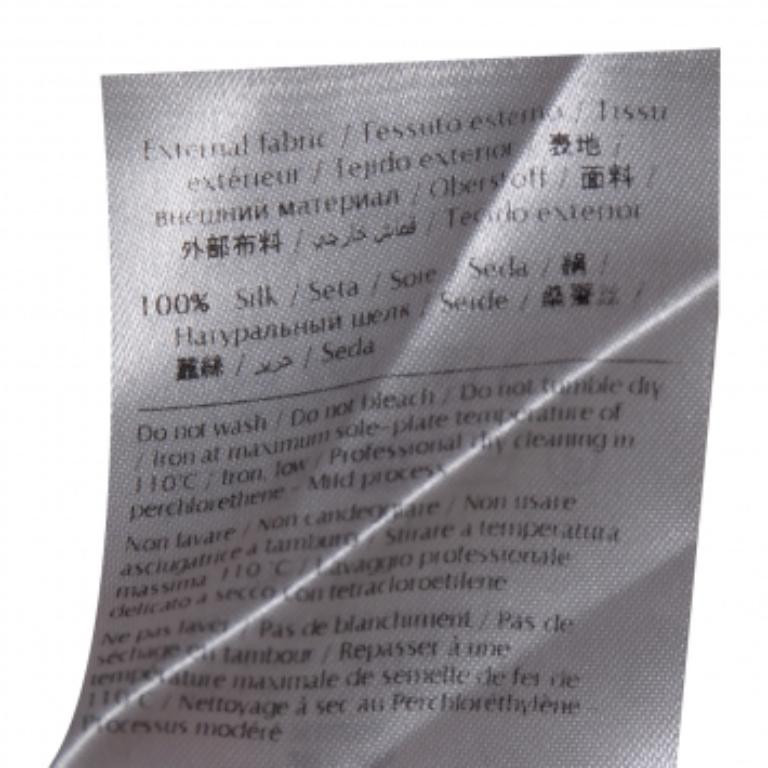 External fabric / Tessuto esterno / Tissu
extérieur / Tejido exterior 表地 /
внешний материал / Oberstoff / 面料 /
外部布料 / قماش خارجي / Tecido exterior
100% Silk / Seta / Soie / Seda / 絹 /
Натуральный шелк / Seide / 桑蚕丝 /
蠶絲 / حرير / Seda
Do not wash / Do not bleach / Do not tumble dry
/ Iron at maximum sole-plate temperature of
110°C / Iron, low / Professional dry cleaning in
perchlorethene - Mild process
Non lavare / Non candeggiare / Non usare
asciugatrice a tamburo / Stirare a temperatura
massima 110 °C / Lavaggio professionale
delicato a secco con tetracloroetilene
Ne pas laver / Pas de blanchiment / Pas de
séchage en tambour / Repasser à une
température maximale de semelle de fer de
110°C / Nettoyage à sec au Perchloréthylène -
Processus modéré